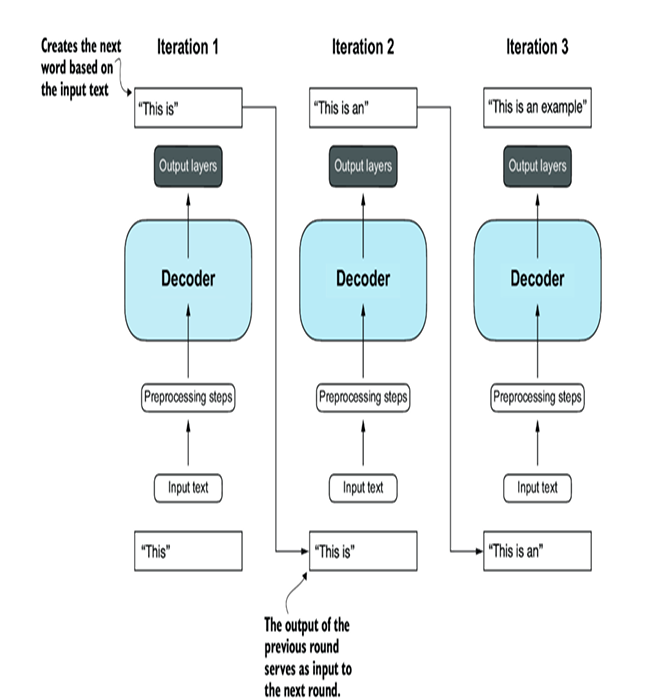 Creates the next
word based on
the input text
Iteration 1
Iteration 2
Iteration 3
“This is”
“This is an”
“This is an example”
Output layers
Output layers
Output layers
Decoder
Decoder
Decoder
Preprocessing steps
Preprocessing steps
Preprocessing steps
Input text
Input text
Input text
“This”
“This is”
“This is an”
The output of the
previous round
serves as input to
the next round.